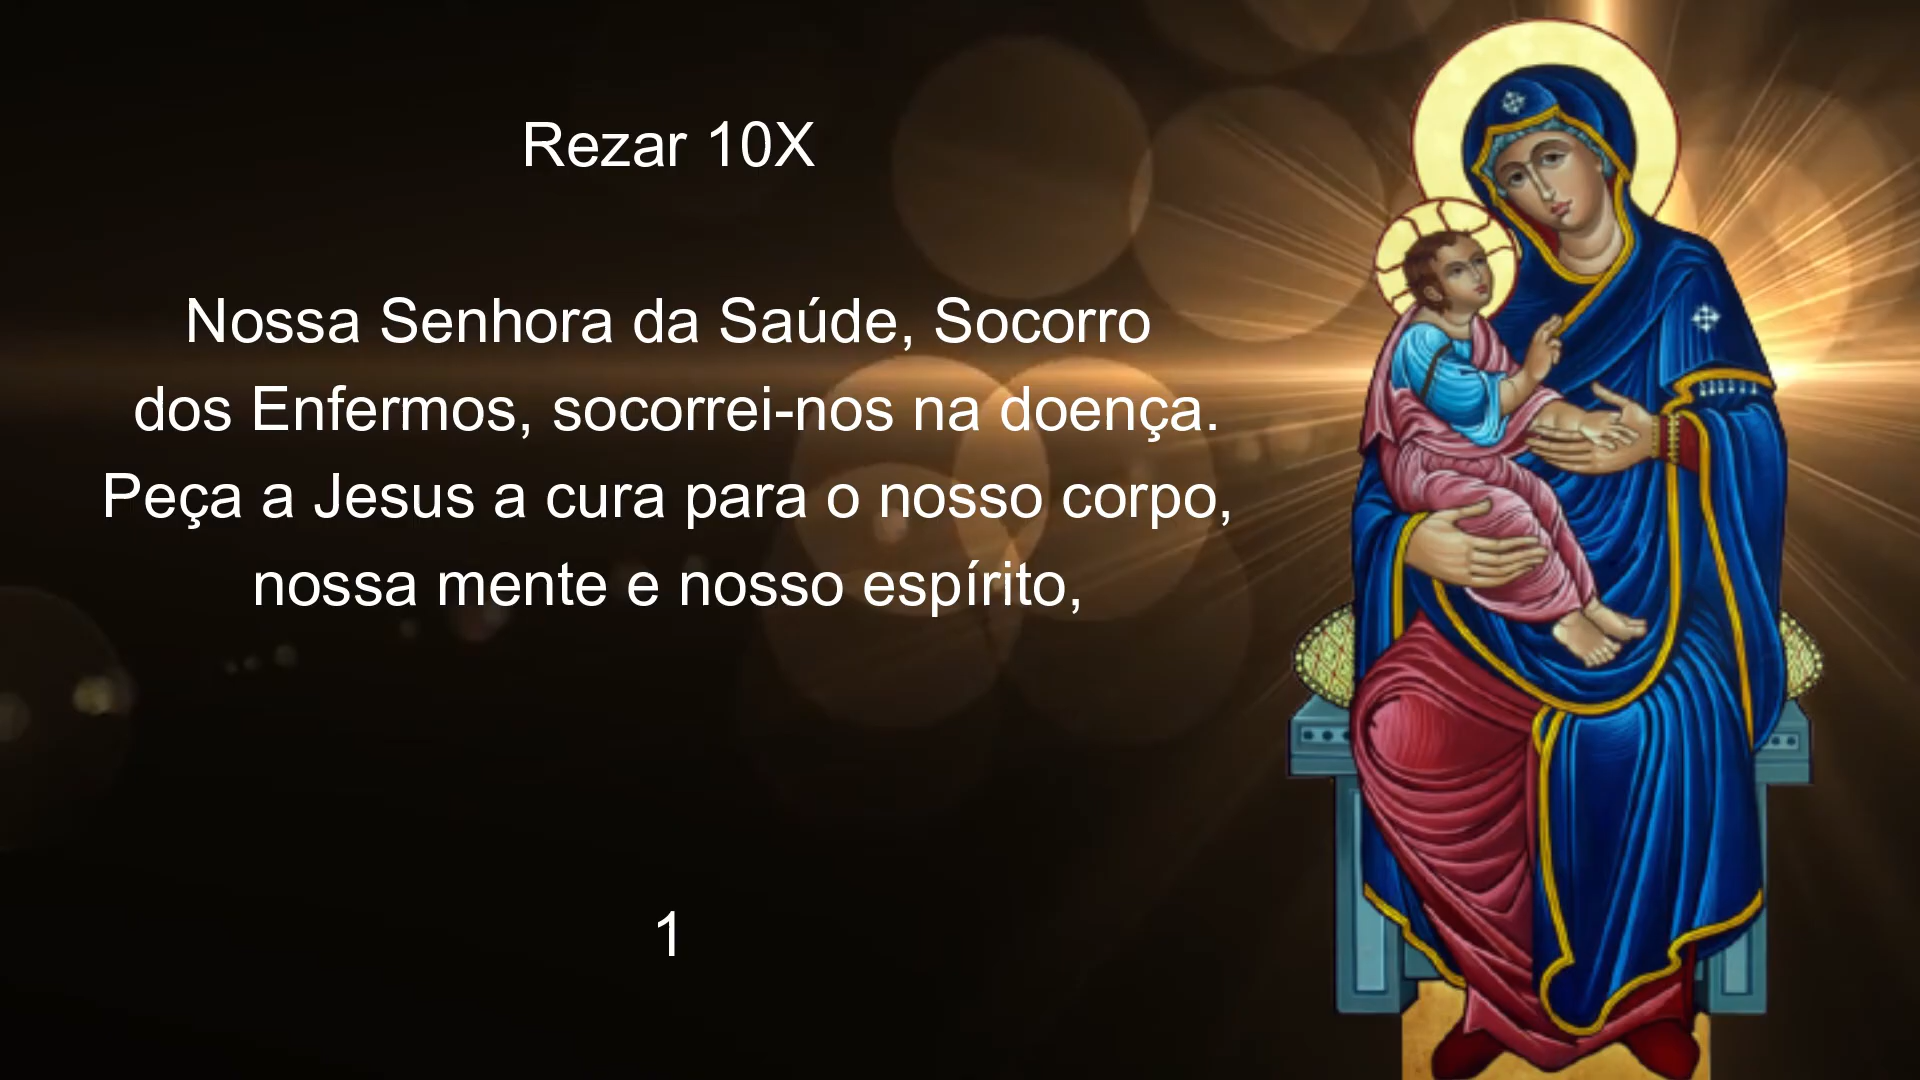 Rezar 10X
Nossa Senhora da Saúde, Socorro
dos Enfermos, socorrei-nos na doença.
Peça a Jesus a cura para o nosso corpo,
nossa mente e nosso espírito,
1